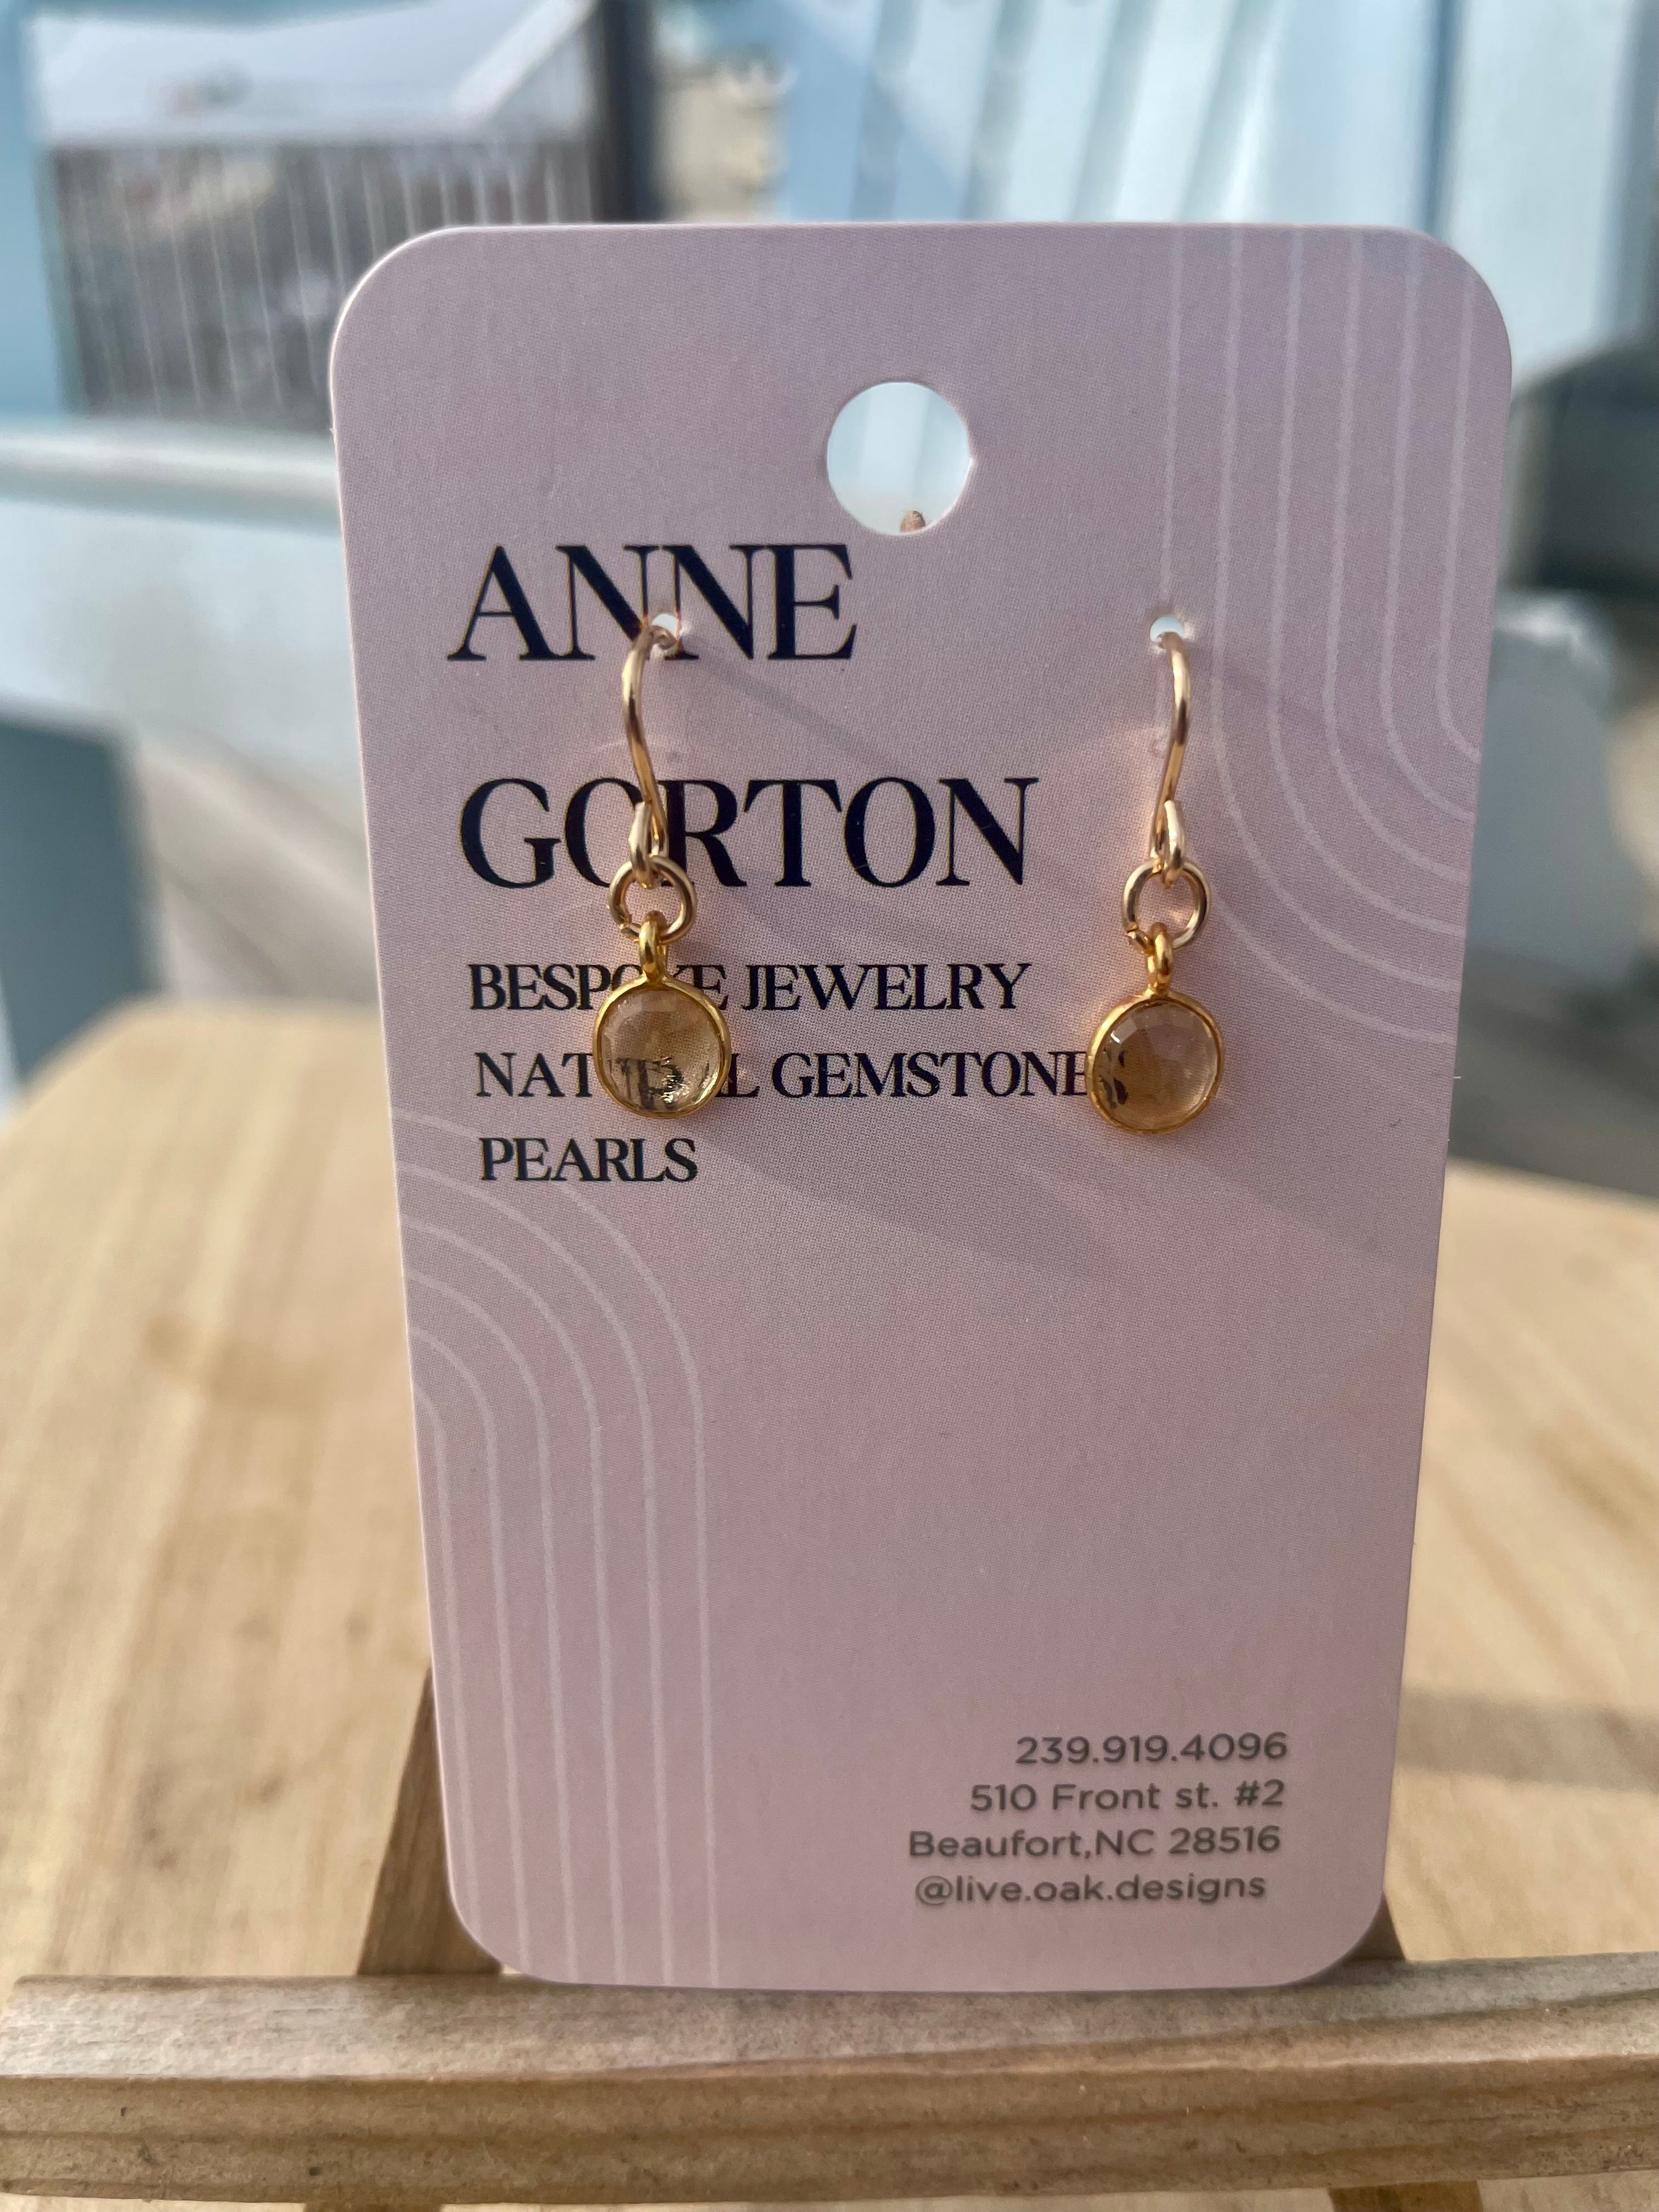 ANNE
GORTON
BESPOKE JEWELRY
NATURAL GEMSTONES
PEARLS
239.919.4096
510 Front st. #2
Beaufort,NC 28516
@live.oak.designs